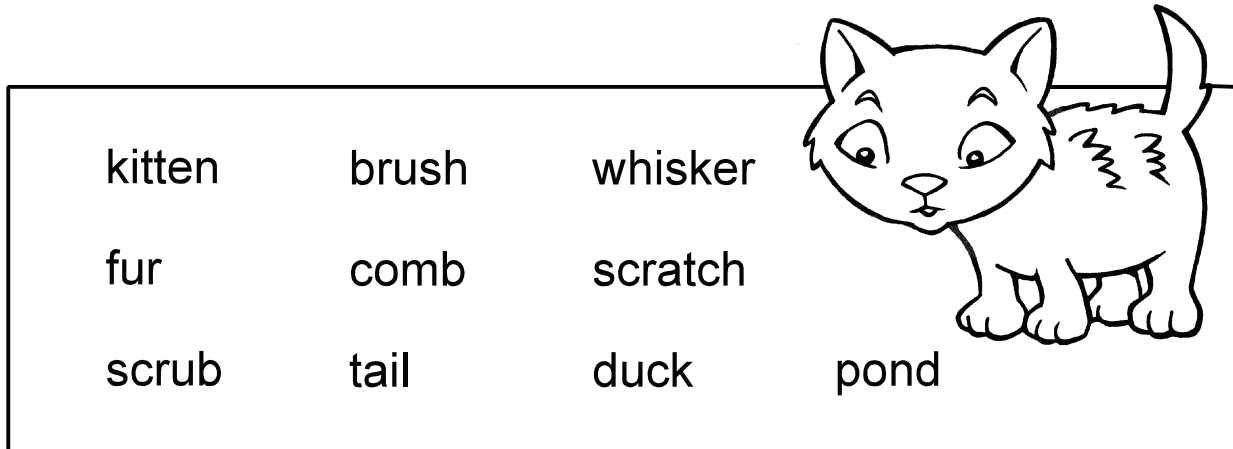 kitten brush whisker
fur comb scratch
scrub tail duck pond